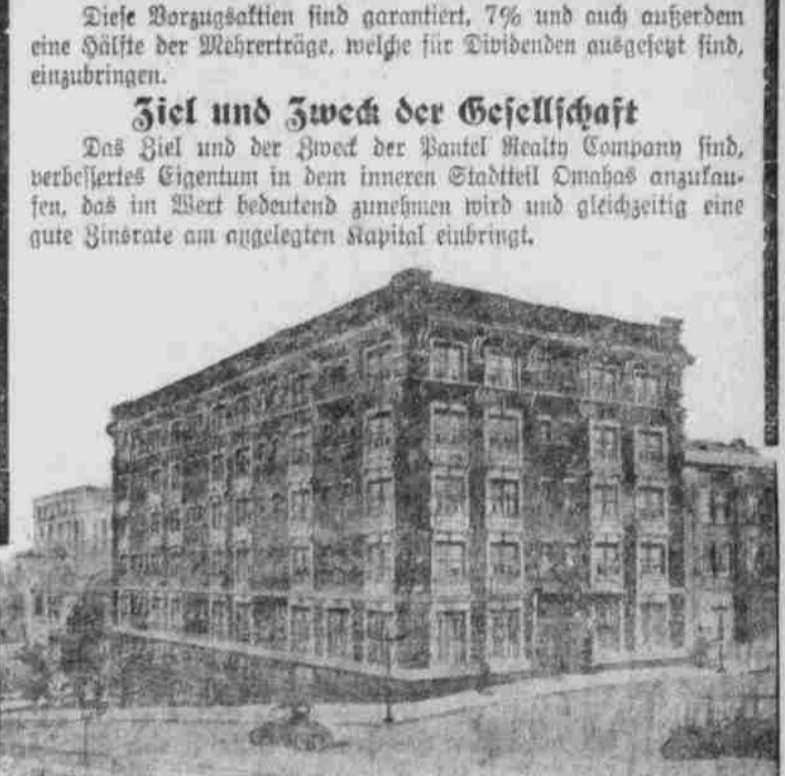 Diese Vorzugsaktien sind garantiert, 7% und auch außerdem
eine Hälfte der Mehrerträge, welche für Dividenden ausgesetzt sind,
einzubringen.
Ziel und Zweck der Gesellschaft
Das Ziel und der Zweck der Pantel Realty Company sind,
verbessertes Eigentum in dem inneren Stadtteil Omahas anzukau-
fen, das im Wert bedeutend zunehmen wird und gleichzeitig eine
gute Zinsrate am angelegten Kapital einbringt.